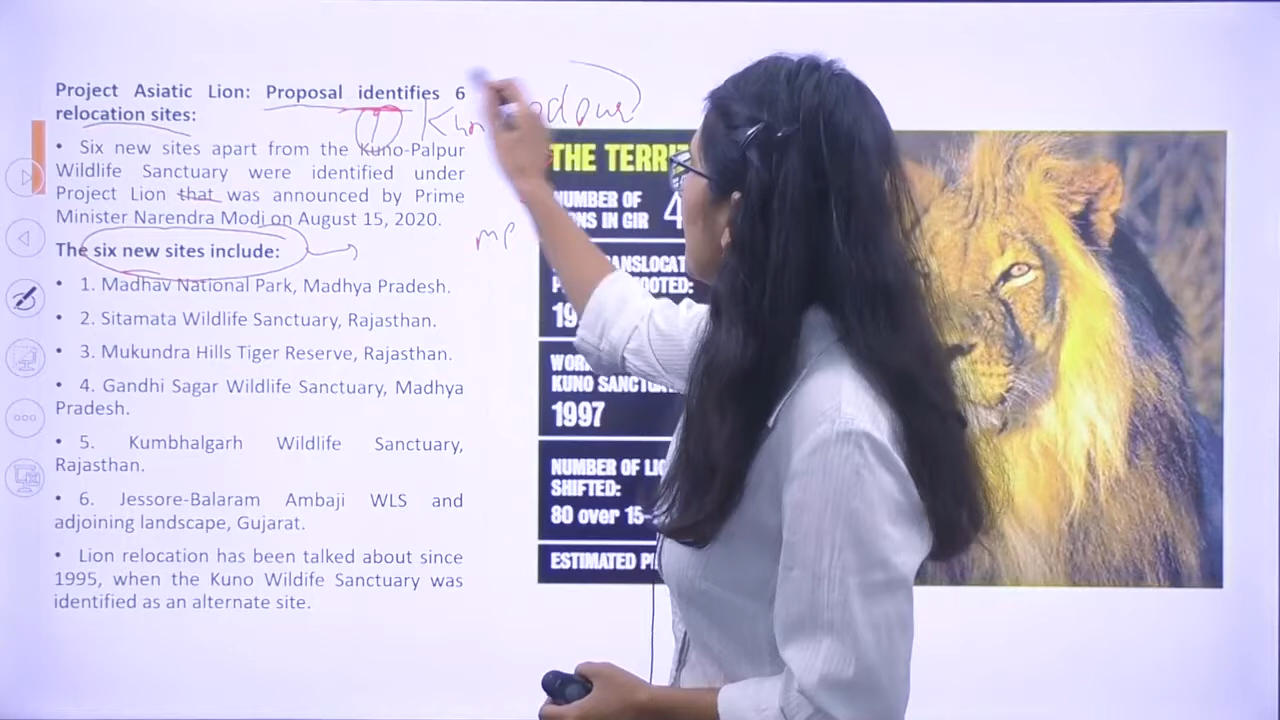 Project Asiatic Lion: Proposal identifies 6
relocation sites:
• Six new sites apart from the Kuno-Palpur
Wildlife Sanctuary were identified under
Project Lion that was announced by Prime
Minister Narendra Modi on August 15, 2020.
The six new sites include:
• 1. Madhav National Park, Madhya Pradesh.
• 2. Sitamata Wildlife Sanctuary, Rajasthan.
• 3. Mukundra Hills Tiger Reserve, Rajasthan.
• 4. Gandhi Sagar Wildlife Sanctuary, Madhya
Pradesh.
• 5. Kumbhalgarh Wildlife Sanctuary,
Rajasthan.
• 6. Jessore-Balaram Ambaji WLS and
adjoining landscape, Gujarat.
• Lion relocation has been talked about since
1995, when the Kuno Wildife Sanctuary was
identified as an alternate site.
1
MP
THE
NUMBER OF
IN GIR 4
KUNO
1997
NUMBER OF
SHIFTED:
80 over 15-
ESTIMATED